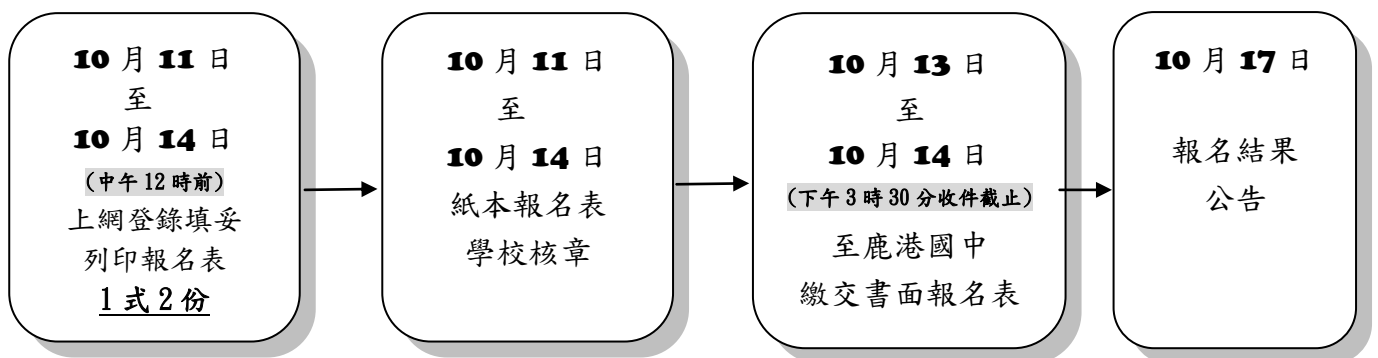 10 月 11 日
至
10 月 14 日
(中午 12 時前)
上網登錄填妥
列印報名表
1 式 2 份
10 月 11 日
至
10 月 14 日
紙本報名表
學校核章
10 月 13 日
至
10 月 14 日
(下午 3 時 30 分收件截止)
至鹿港國中
繳交書面報名表
10 月 17 日
報名結果
公告